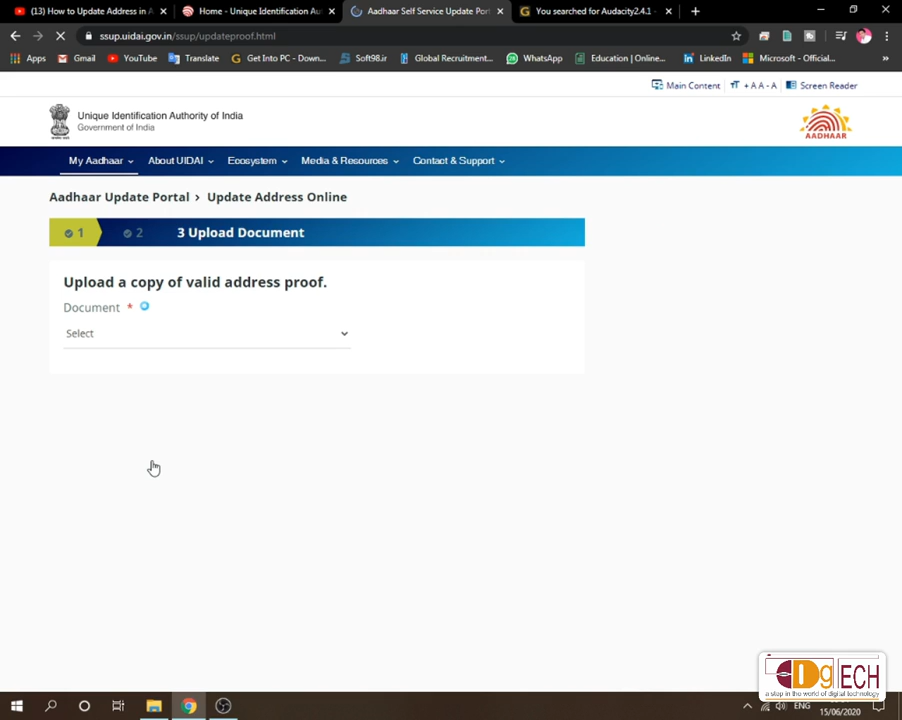 (13) How to Update Address in A
Home - Unique Identification Au
Aadhaar Self Service Update Port
You searched for Audacity2.4.1 -
ssup.uidai.gov.in/ssup/updateproof.html
Apps
Gmail
YouTube
Translate
Get Into PC - Down...
Soft98.ir
Global Recruitment...
WhatsApp
Education | Online...
LinkedIn
Microsoft - Official...
»
Main Content
TT + A A - A
Screen Reader
Unique Identification Authority of India
Government of India
AADHAAR
My Aadhaar
About UIDAI
Ecosystem
Media & Resources
Contact & Support
Aadhaar Update Portal > Update Address Online
1
2
3 Upload Document
Upload a copy of valid address proof.
Document *
Select
DgTECH
a step in the world of digital technology
ENG
15/06/2020